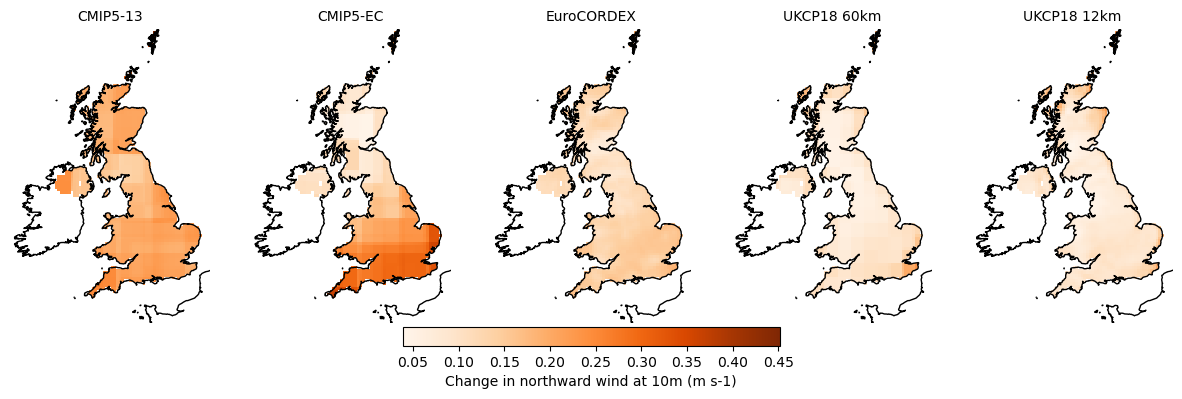 CMIP5-13 CMIP5-EC EuroCORDEX UKCP18 60km UKCP18 12km
0.05 0.10 0.15 0.20 0.25 0.30 0.35 0.40 0.45
Change in northward wind at 10m (m s-1)